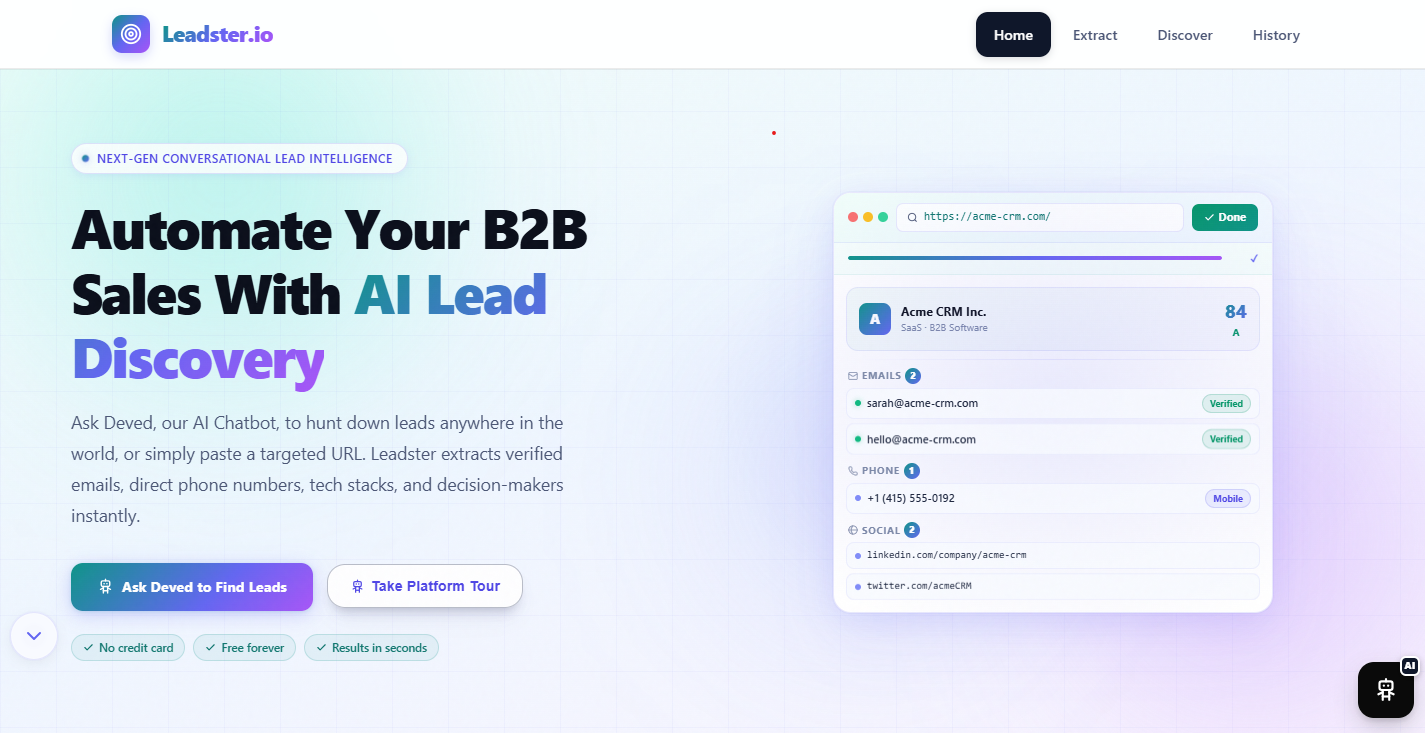 Leadster.io
Home
Extract
Discover
History
NEXT-GEN CONVERSATIONAL LEAD INTELLIGENCE
Automate Your B2B
Sales With AI Lead
Discovery
Ask Deved, our AI Chatbot, to hunt down leads anywhere in the
world, or simply paste a targeted URL. Leadster extracts verified
emails, direct phone numbers, tech stacks, and decision-makers
instantly.
Ask Deved to Find Leads
Take Platform Tour
No credit card
Free forever
Results in seconds
https://acme-crm.com/
Done
A
Acme CRM Inc.
SaaS · B2B Software
84
A
EMAILS 2
sarah@acme-crm.com
Verified
hello@acme-crm.com
Verified
PHONE 1
+1 (415) 555-0192
Mobile
SOCIAL 2
linkedin.com/company/acme-crm
twitter.com/acmeCRM
AI